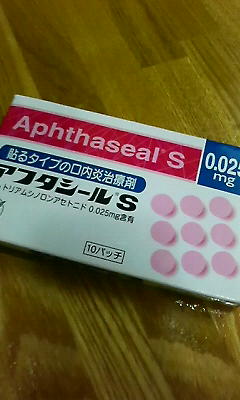 Aphthaseal® S
0.025
mg
貼るタイプの口内炎治療剤
アフタシール®S
トリアムシノロンアセトニド 0.025mg含有
10パッチ